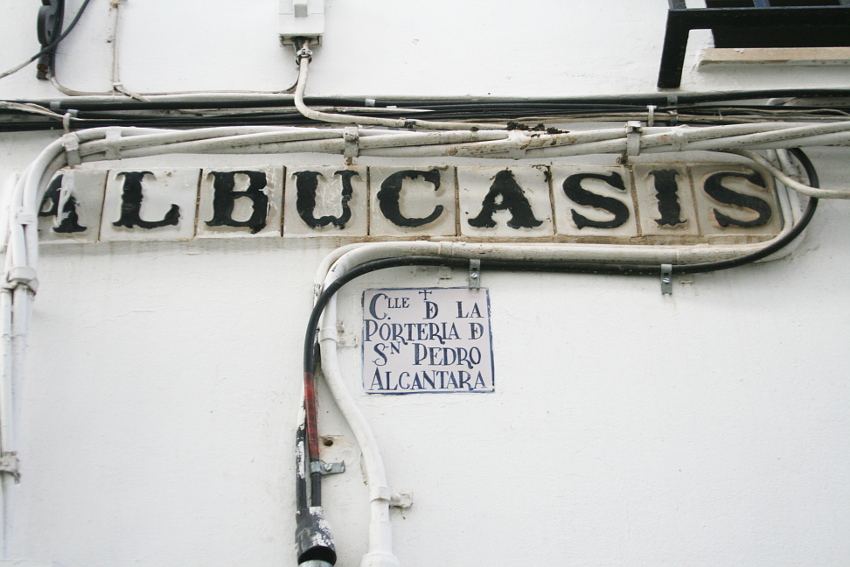 ALBUCASIS
CLLE D LA
PORTERIA D
SN PEDRO
ALCANTARA